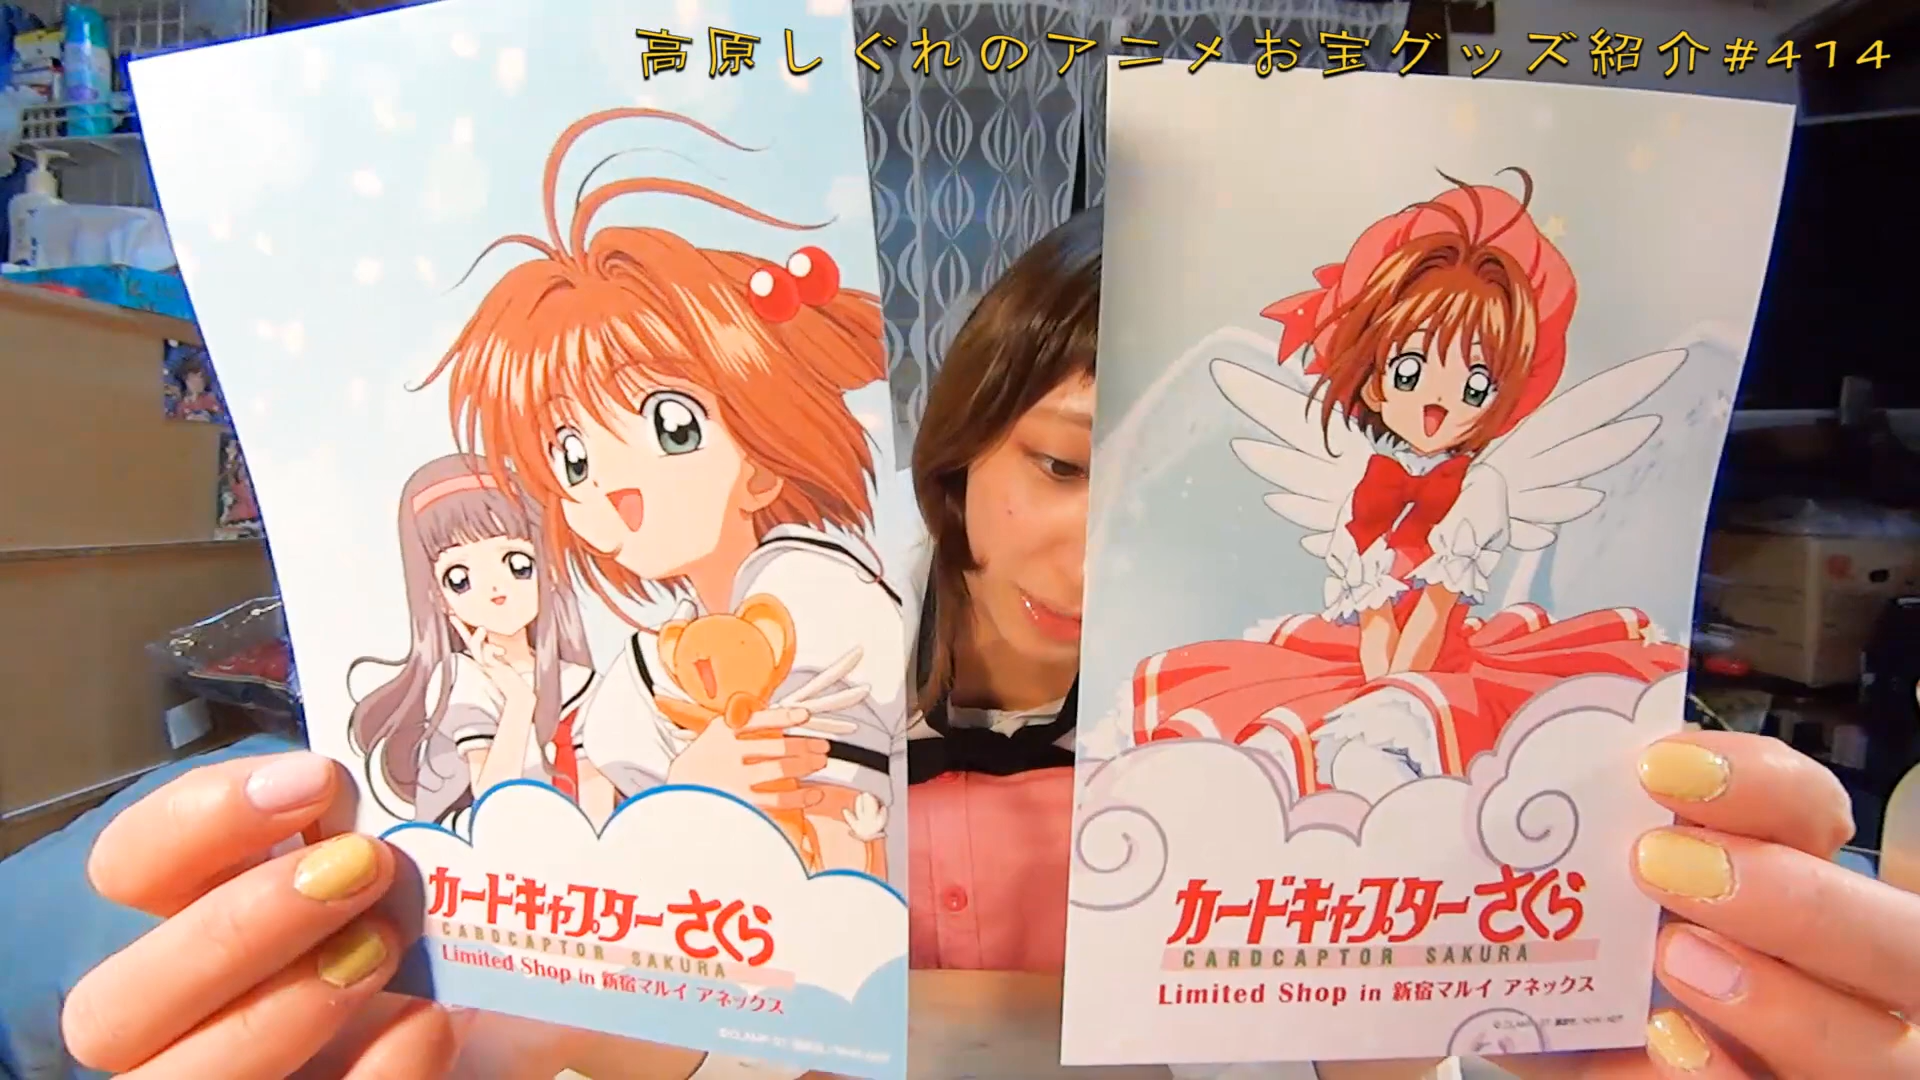 高原しぐれのアニメお宝グッズ紹介#414
カードキャプターさくら
CARDCAPTOR SAKURA
Limited Shop in 新宿マルイ アネックス
カードキャプターさくら
CARDCAPTOR SAKURA
Limited Shop in 新宿マルイ アネックス